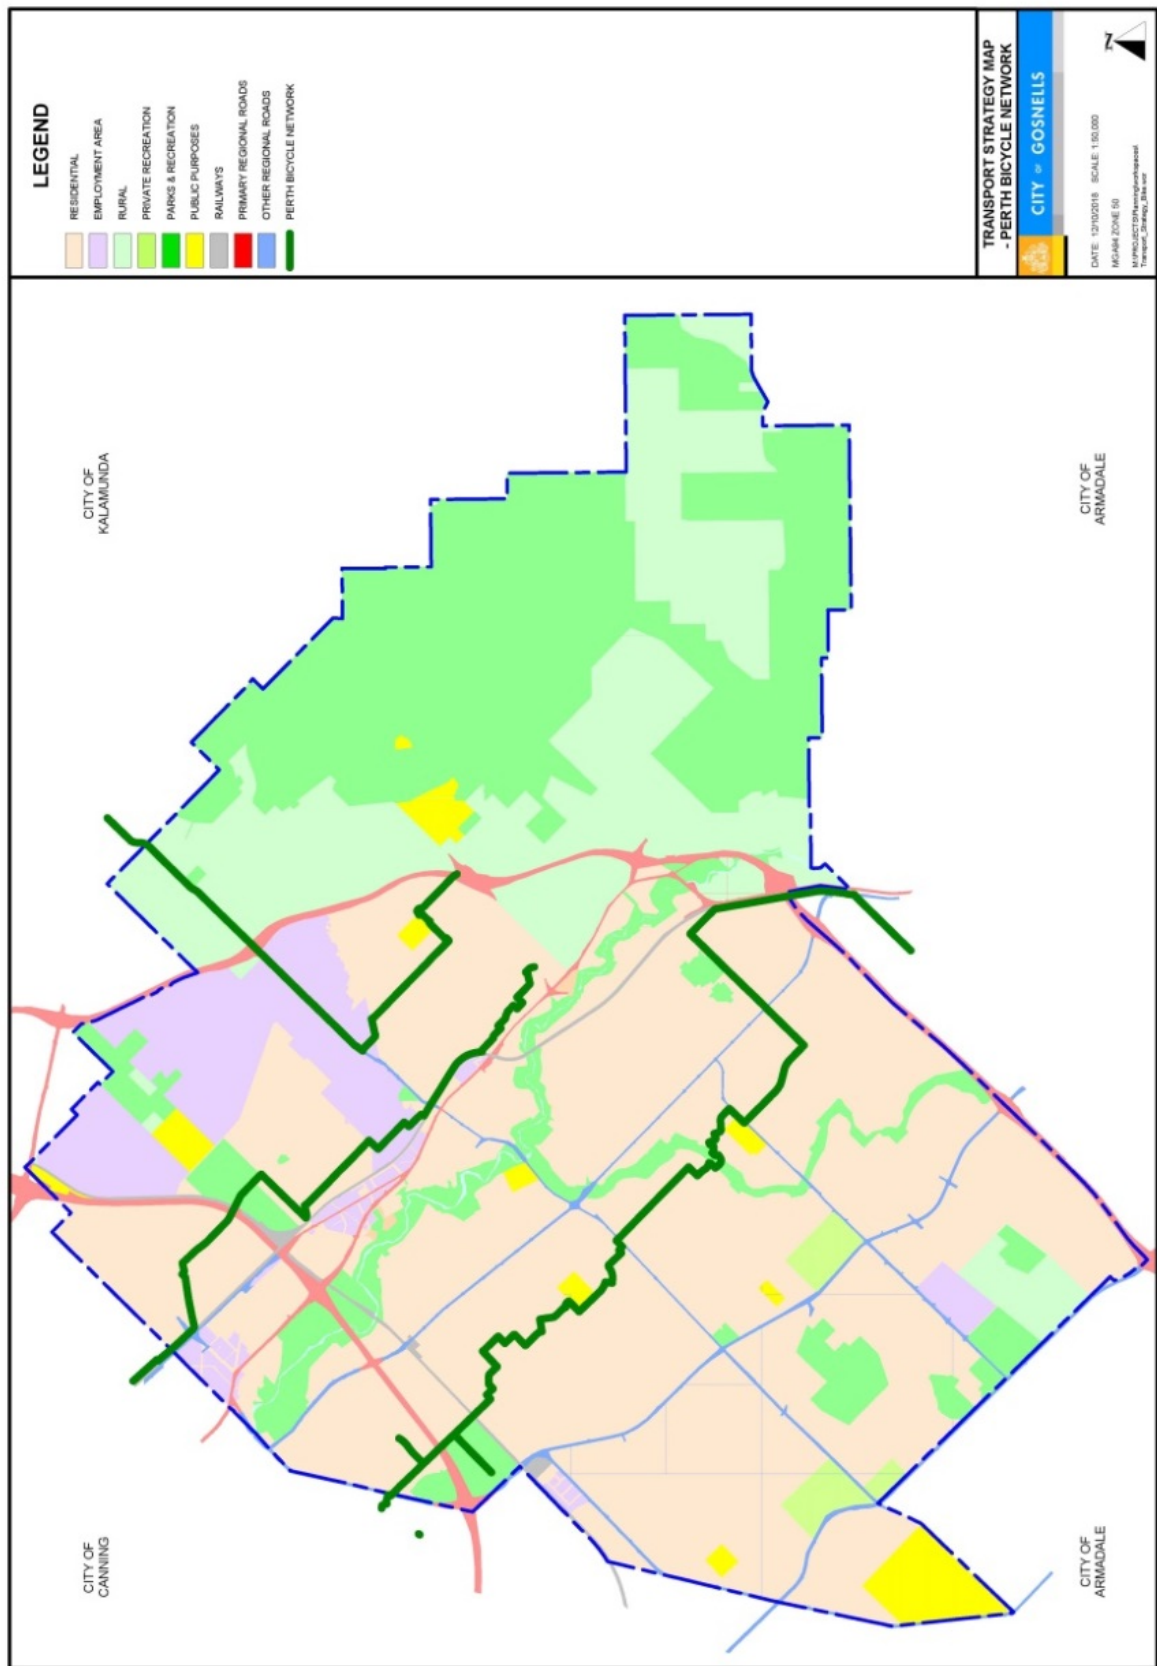 LEGEND
RESIDENTIAL
EMPLOYMENT AREA
RURAL
PRIVATE RECREATION
PARKS & RECREATION
PUBLIC PURPOSES
RAILWAYS
PRIMARY REGIONAL ROADS
OTHER REGIONAL ROADS
PERTH BICYCLE NETWORK
TRANSPORT STRATEGY MAP
- PERTH BICYCLE NETWORK
CITY OF GOSNELLS
DATE: 12/10/2018 SCALE: 1:50,000
MGA94 ZONE 50
N
CITY OF
KALAMUNDA
CITY OF
ARMADALE
CITY OF
CANNING
CITY OF
ARMADALE